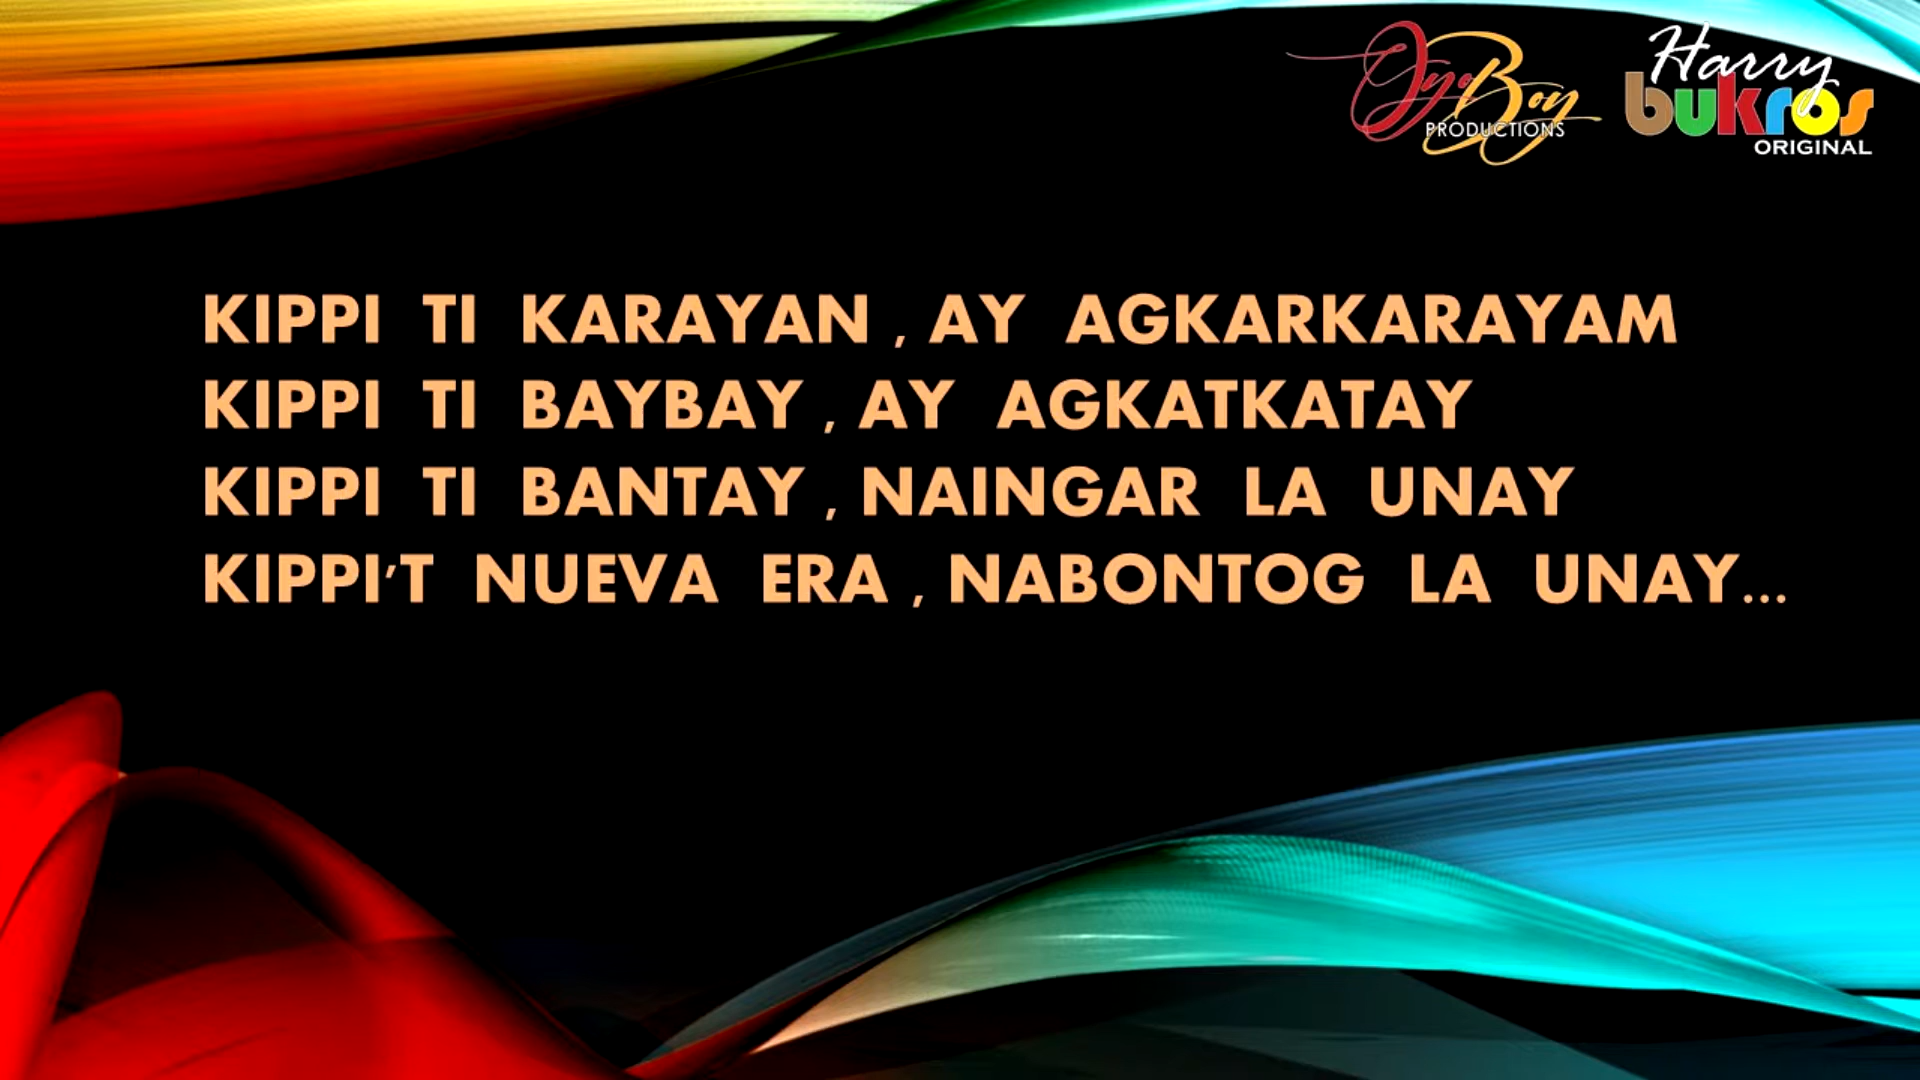 OyoBoy
PRODUCTIONS
Harry
bukros
ORIGINAL
KIPPI TI KARAYAN , AY AGKARKARAYAM
KIPPI TI BAYBAY , AY AGKATKATAY
KIPPI TI BANTAY , NAINGAR LA UNAY
KIPPI’T NUEVA ERA , NABONTOG LA UNAY...